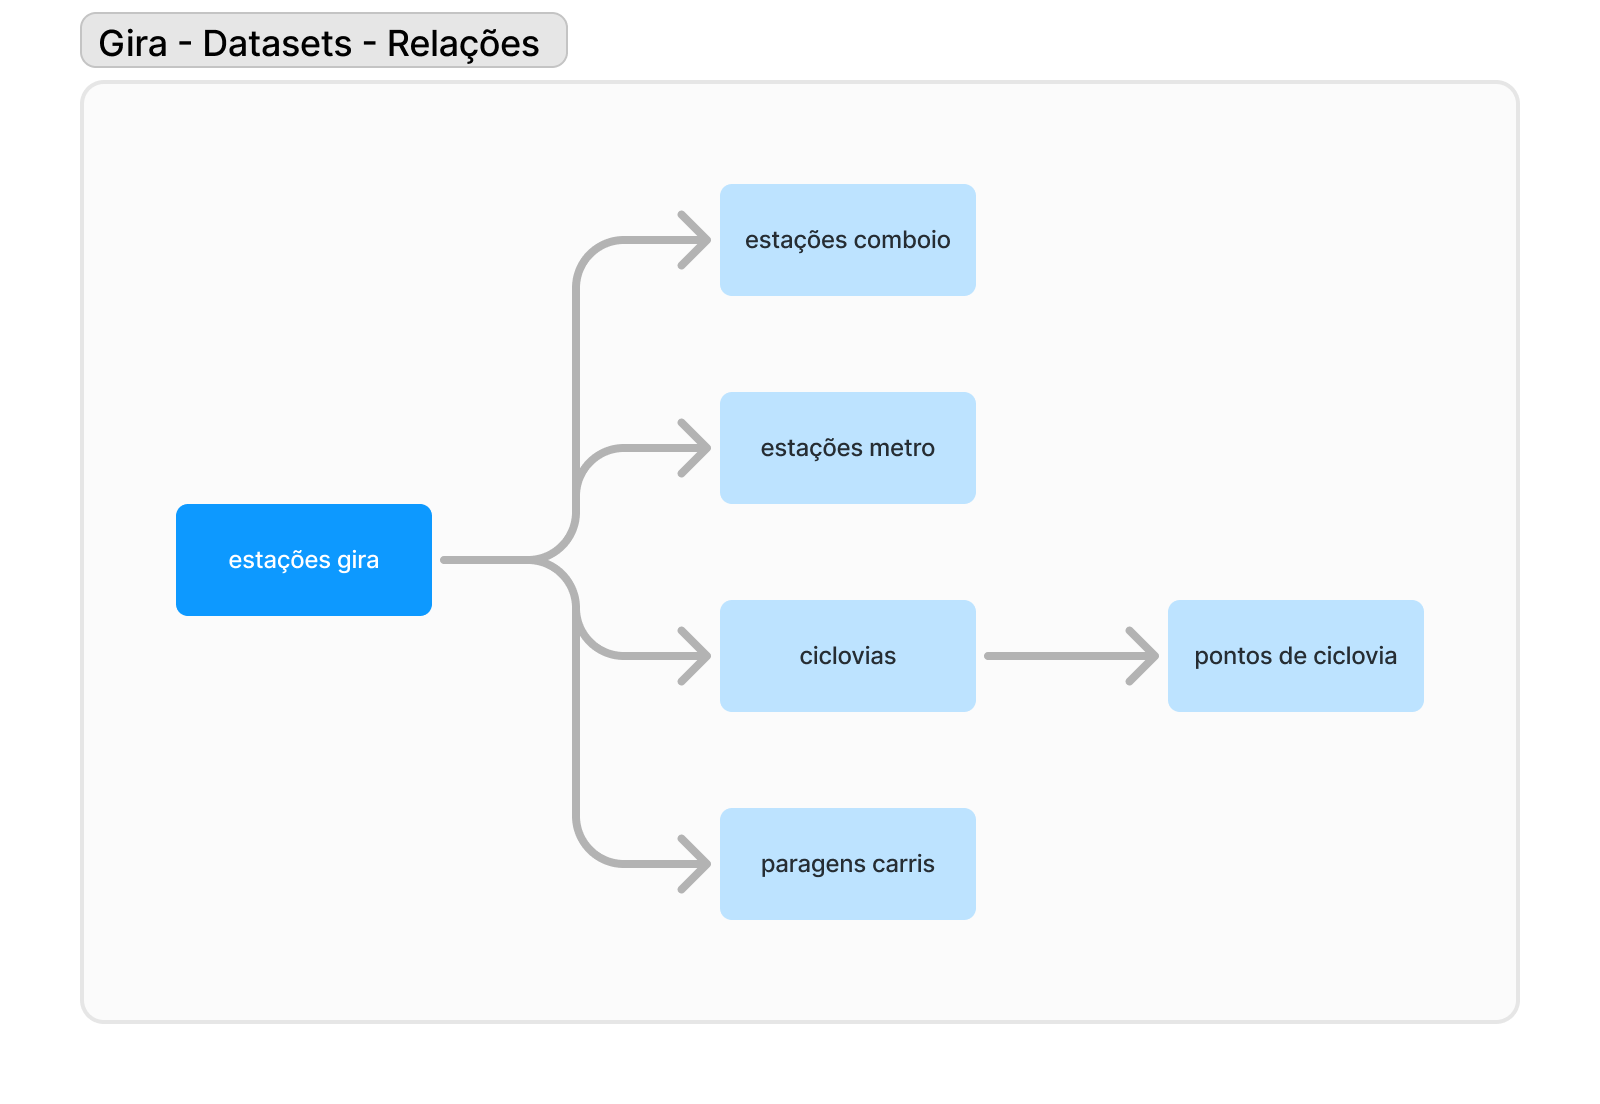 Gira - Datasets - Relações
estações comboio
estações metro
estações gira
ciclovias
pontos de ciclovia
paragens carris